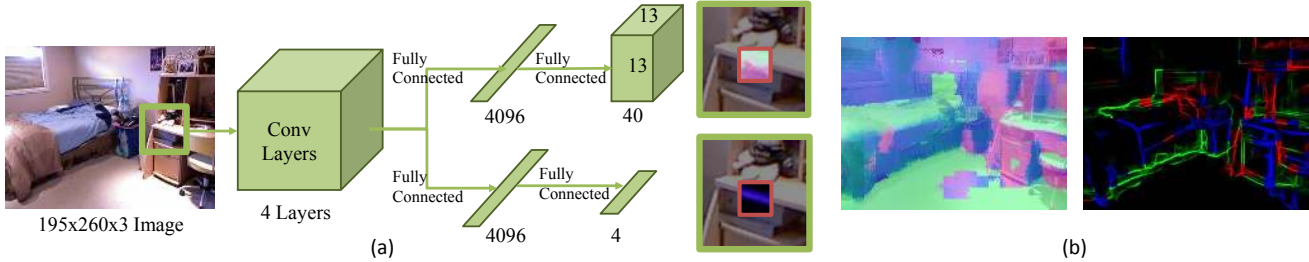 195x260x3 Image
Conv
Layers
4 Layers
Fully
Connected
4096
Fully
Connected
13
13
40
Fully
Connected
4096
Fully
Connected
4
(a)
(b)